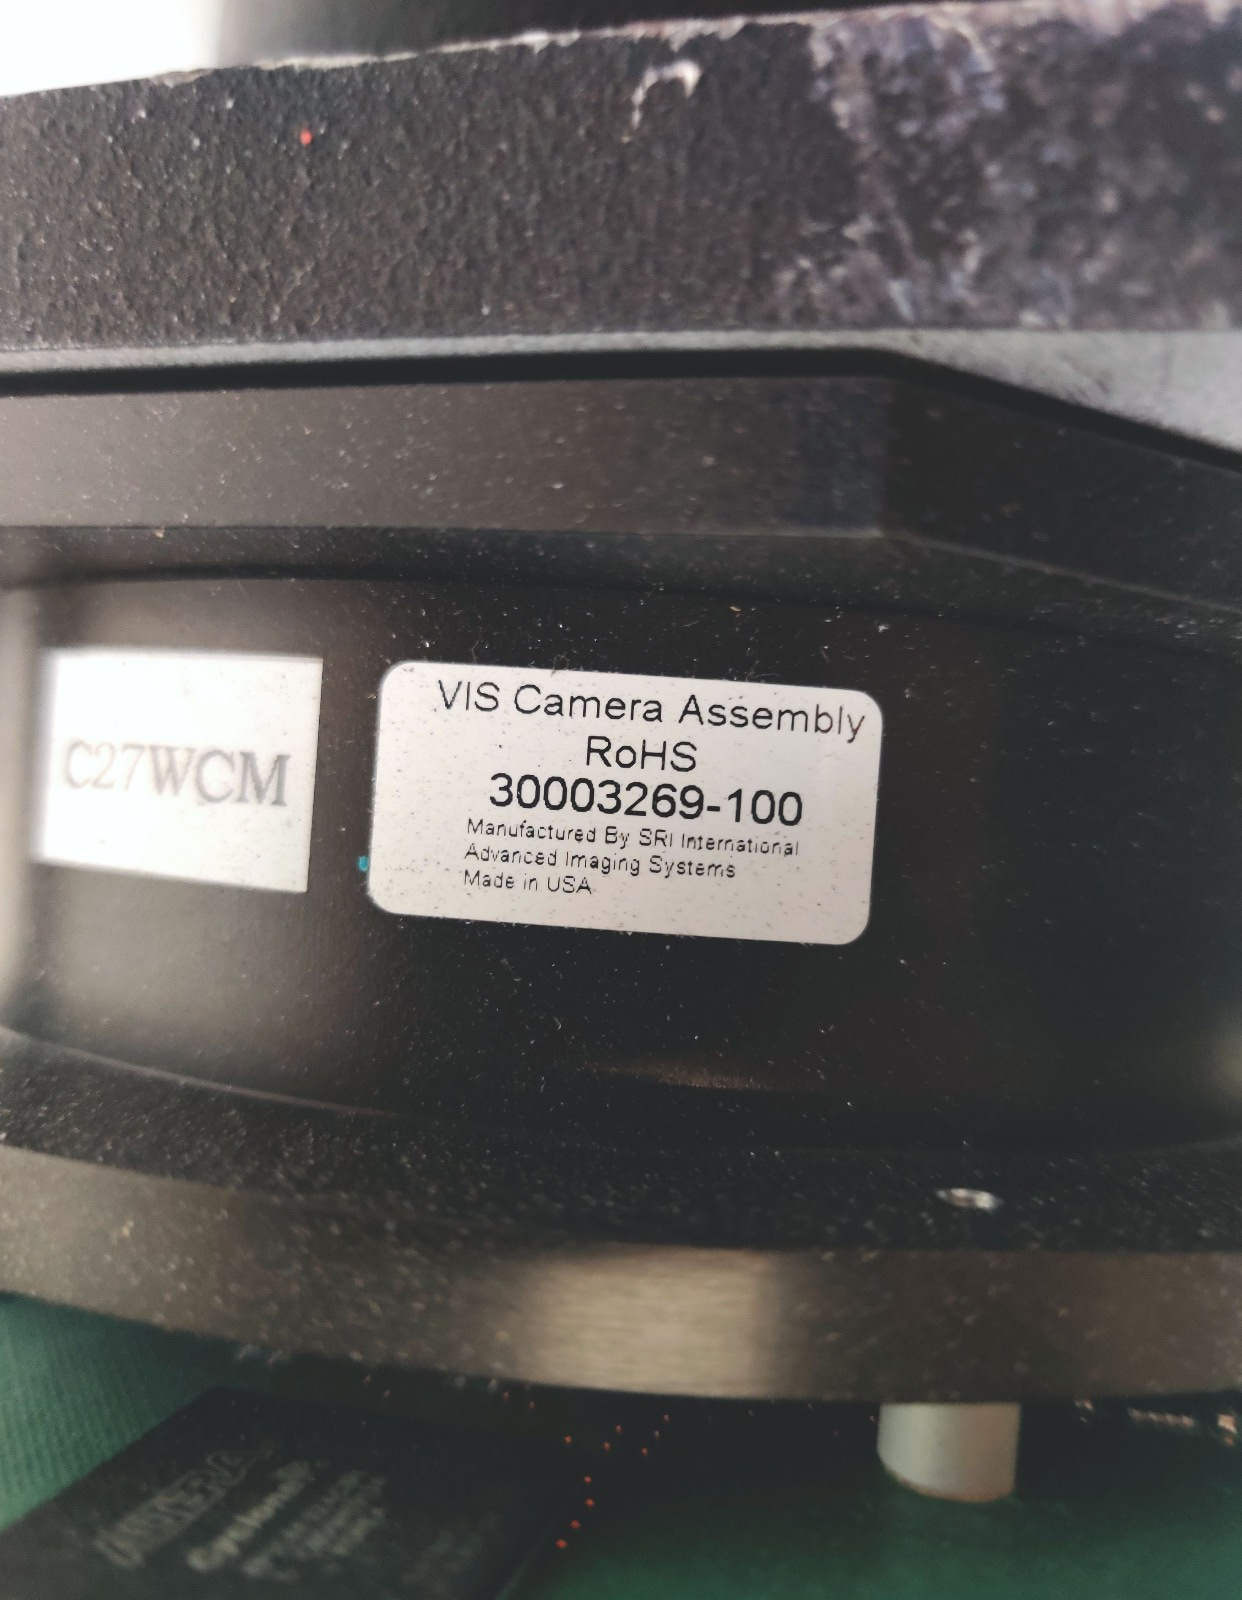 C27WCM
VIS Camera Assembly
RoHS
30003269-100
Manufactured By SRI International
Advanced Imaging Systems
Made in USA